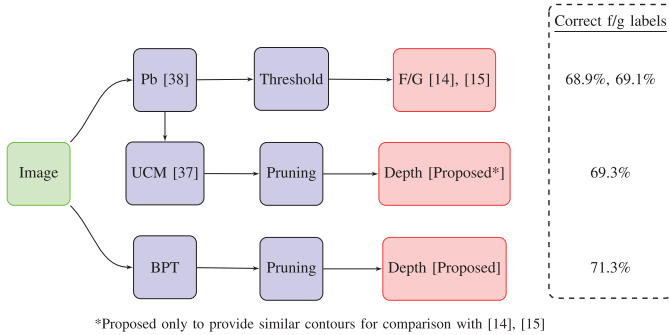 Correct f/g labels
Pb [38] Threshold F/G [14], [15] 68.9%, 69.1%
Image UCM [37] Pruning Depth [Proposed*] 69.3%
BPT Pruning Depth [Proposed] 71.3%
*Proposed only to provide similar contours for comparison with [14], [15]